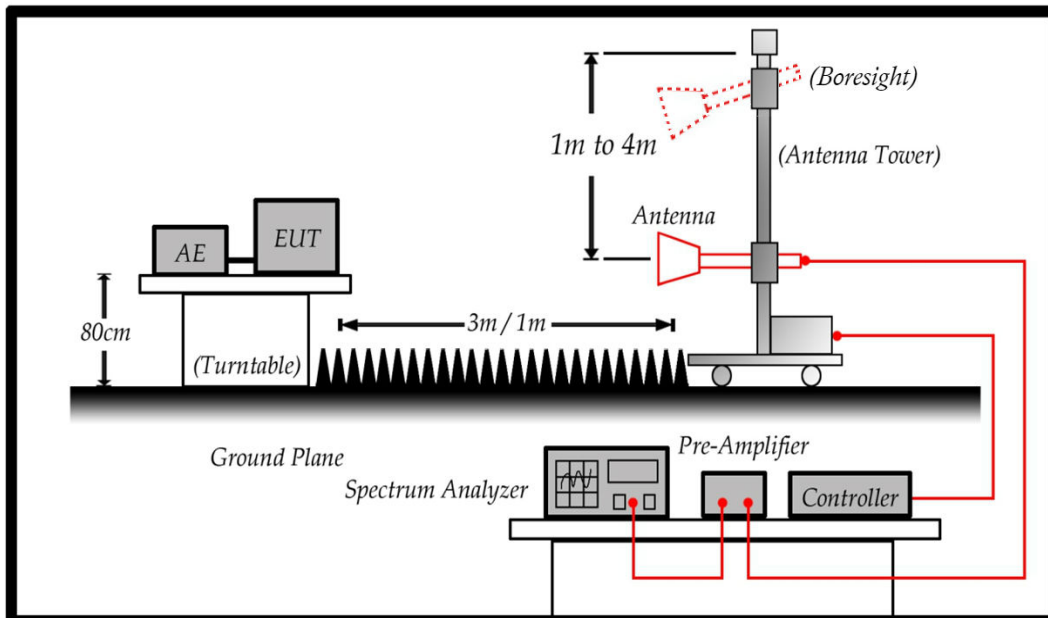 (Boresight)
1m to 4m
(Antenna Tower)
Antenna
AE
EUT
80cm
3m / 1m
(Turntable)
Ground Plane
Pre-Amplifier
Spectrum Analyzer
Controller